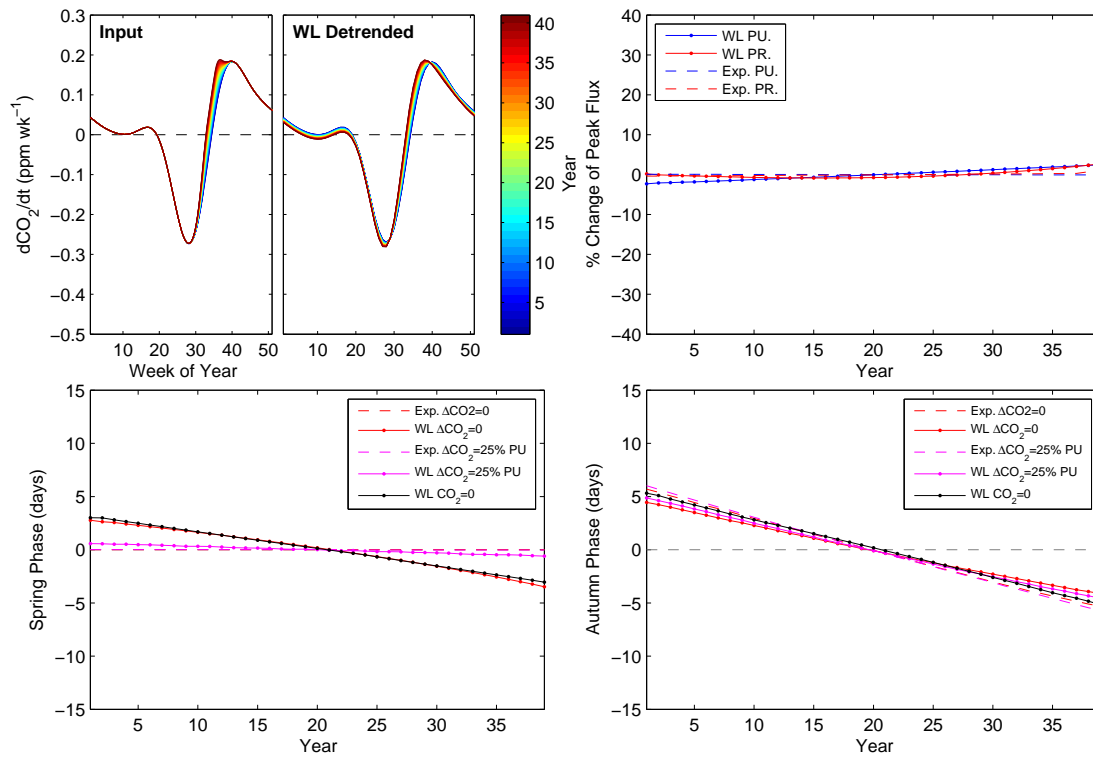 Input
WL Detrended
0.3
0.2
0.1
0
−0.1
−0.2
−0.3
−0.4
−0.5
dCO2/dt (ppm wk−1)
10 20 30 40 50
10 20 30 40 50
Week of Year
40
35
30
25
20
15
10
5
Year
WL PU.
WL PR.
Exp. PU.
Exp. PR.
40
30
20
10
0
−10
−20
−30
−40
% Change of Peak Flux
5 10 15 20 25 30 35
Year
Exp. ΔCO2=0
WL ΔCO2=0
Exp. ΔCO2=25% PU
WL ΔCO2=25% PU
WL CO2=0
15
10
5
0
−5
−10
−15
Spring Phase (days)
5 10 15 20 25 30 35
Year
Exp. ΔCO2=0
WL ΔCO2=0
Exp. ΔCO2=25% PU
WL ΔCO2=25% PU
WL CO2=0
15
10
5
0
−5
−10
−15
Autumn Phase (days)
5 10 15 20 25 30 35
Year